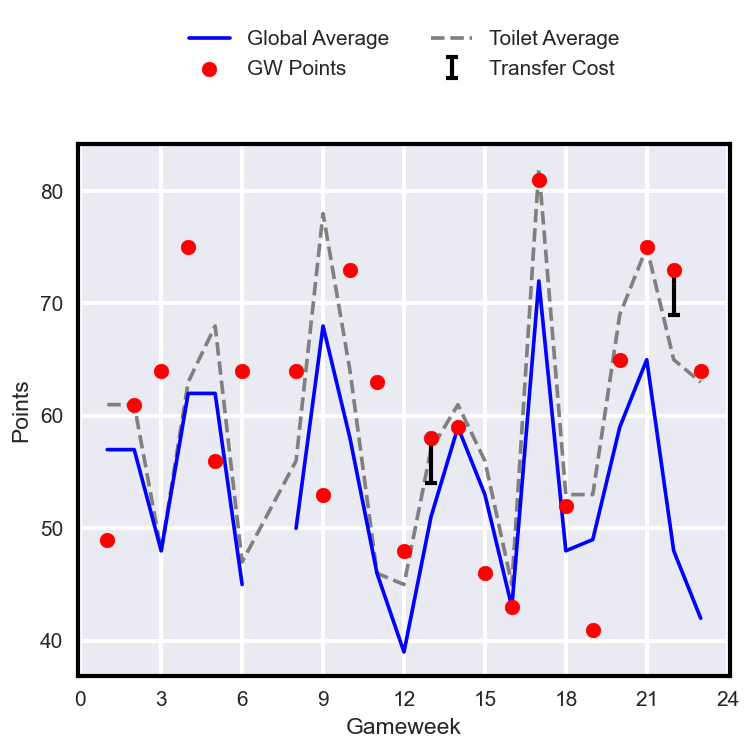 Global Average Toilet Average
GW Points Transfer Cost
80
70
60
50
40
Points
0 3 6 9 12 15 18 21 24
Gameweek